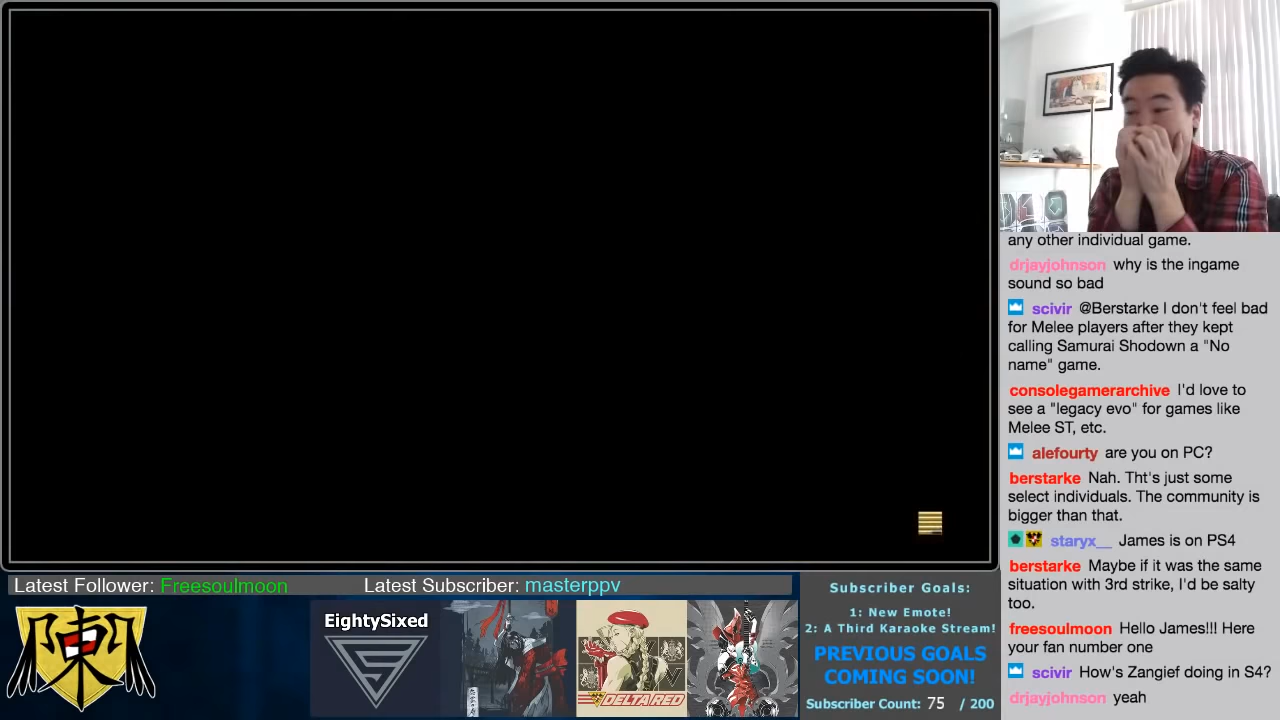 any other individual game.
drjayjohnson why is the ingame
sound so bad
scivir @Berstarke I don't feel bad
for Melee players after they kept
calling Samurai Shodown a "No
name" game.
consolegamerarchive I'd love to
see a "legacy evo" for games like
Melee ST, etc.
alefourty are you on PC?
berstarke Nah. Tht's just some
select individuals. The community is
bigger than that.
staryx__ James is on PS4
berstarke Maybe if it was the same
situation with 3rd strike, I'd be salty
too.
freesoulmoon Hello James!!! Here
your fan number one
scivir How's Zangief doing in S4?
drjayjohnson yeah
Latest Follower: Freesoulmoon
Latest Subscriber: masterppv
EightySixed
DELTA RED
Subscriber Goals:
1: New Emote!
2: A Third Karaoke Stream!
PREVIOUS GOALS
COMING SOON!
Subscriber Count: 75 / 200